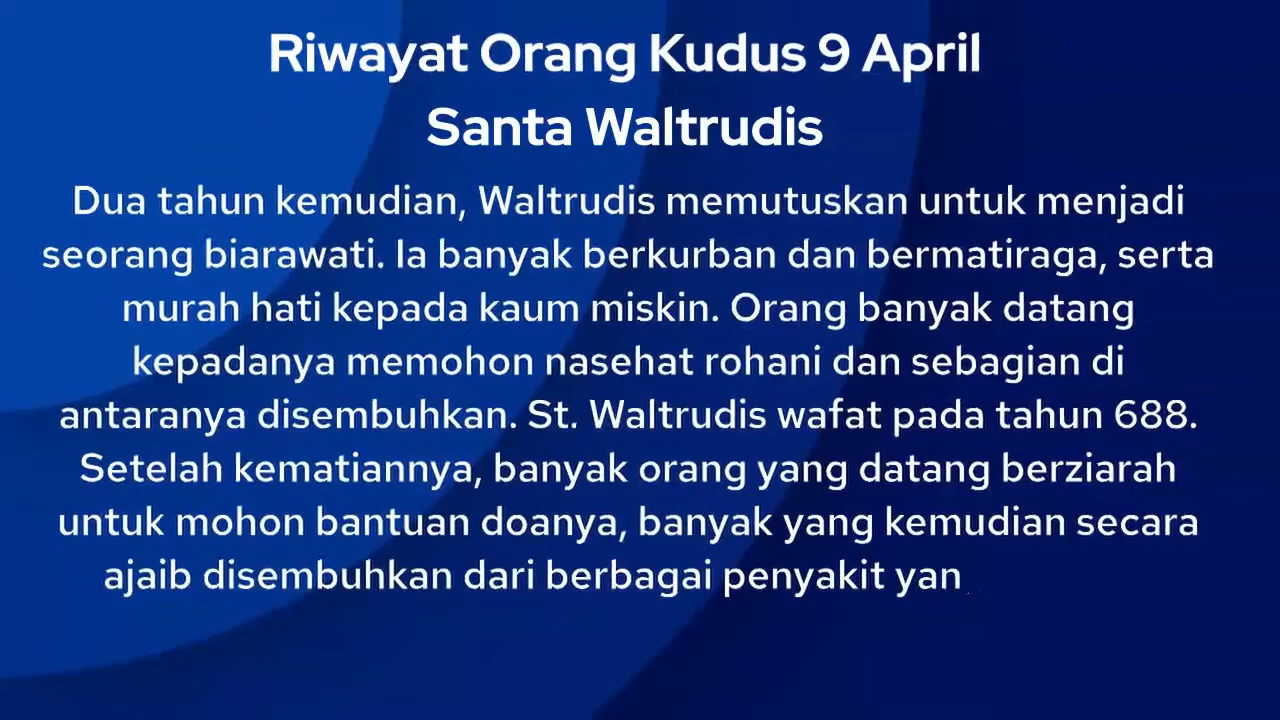 Riwayat Orang Kudus 9 April
Santa Waltrudis
Dua tahun kemudian, Waltrudis memutuskan untuk menjadi
seorang biarawati. Ia banyak berkurban dan bermatiraga, serta
murah hati kepada kaum miskin. Orang banyak datang
kepadanya memohon nasehat rohani dan sebagian di
antaranya disembuhkan. St. Waltrudis wafat pada tahun 688.
Setelah kematiannya, banyak orang yang datang berziarah
untuk mohon bantuan doanya, banyak yang kemudian secara
ajaib disembuhkan dari berbagai penyakit yan